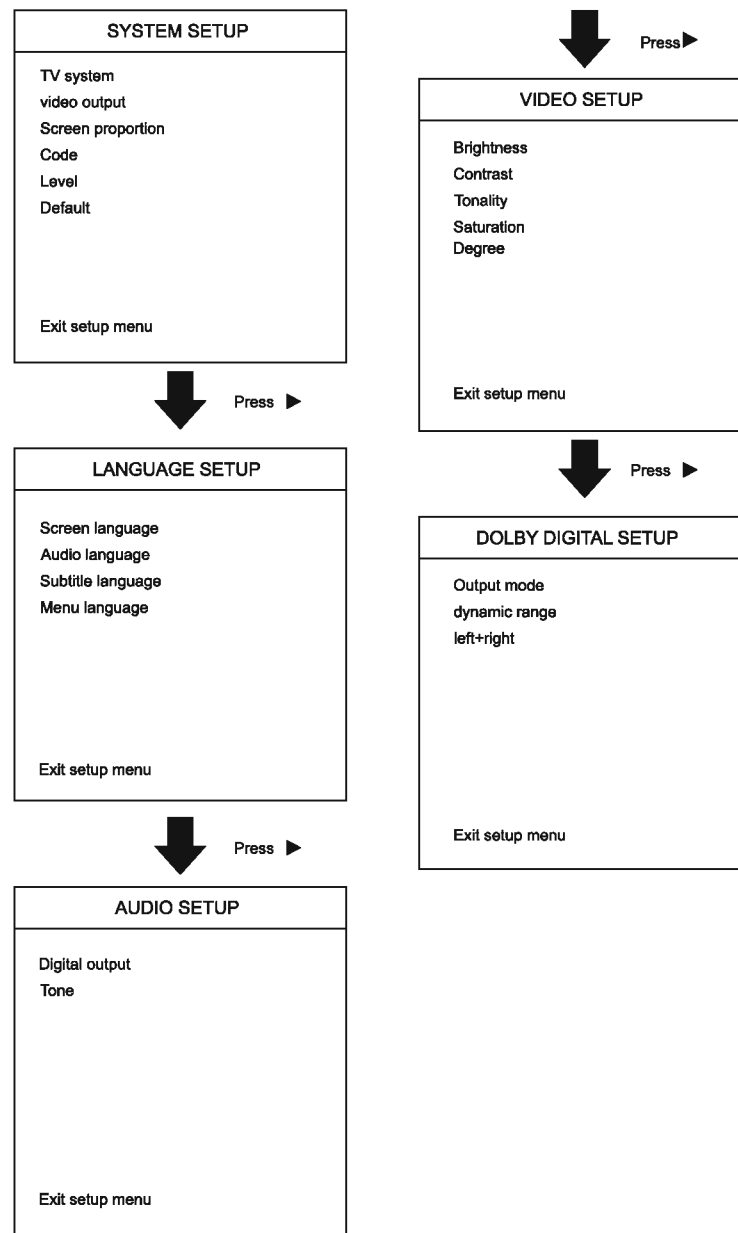 SYSTEM SETUP
TV system
video output
Screen proportion
Code
Level
Default
Exit setup menu
Press ▶
LANGUAGE SETUP
Screen language
Audio language
Subtitle language
Menu language
Exit setup menu
Press ▶
AUDIO SETUP
Digital output
Tone
Exit setup menu
Press ▶
VIDEO SETUP
Brightness
Contrast
Tonality
Saturation
Degree
Exit setup menu
Press ▶
DOLBY DIGITAL SETUP
Output mode
dynamic range
left+right
Exit setup menu